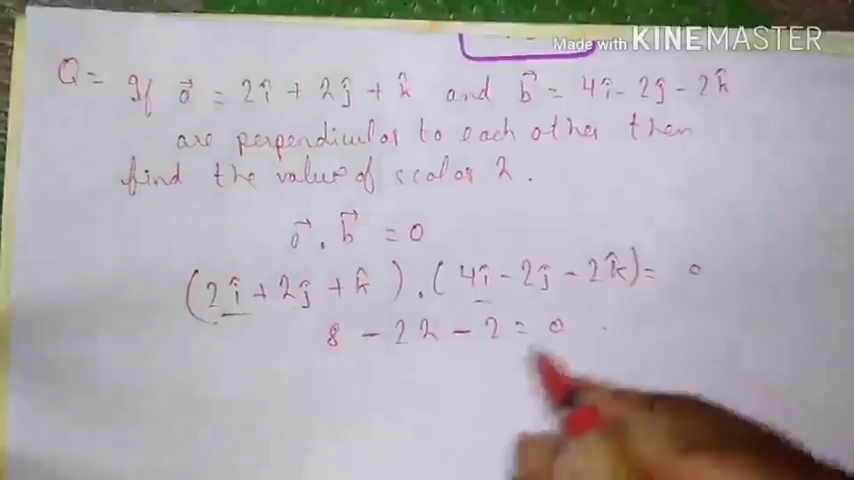 Made with KINEMASTER
Q= If a⃗ = 2î + λĵ + k̂ and b⃗ = 4î - 2ĵ - 2k̂
are perpendicular to each other then
find the value of scalar λ.
a⃗ . b⃗ = 0
(2î + λĵ + k̂) . (4î - 2ĵ - 2k̂) = 0
8 - 2λ - 2 = 0